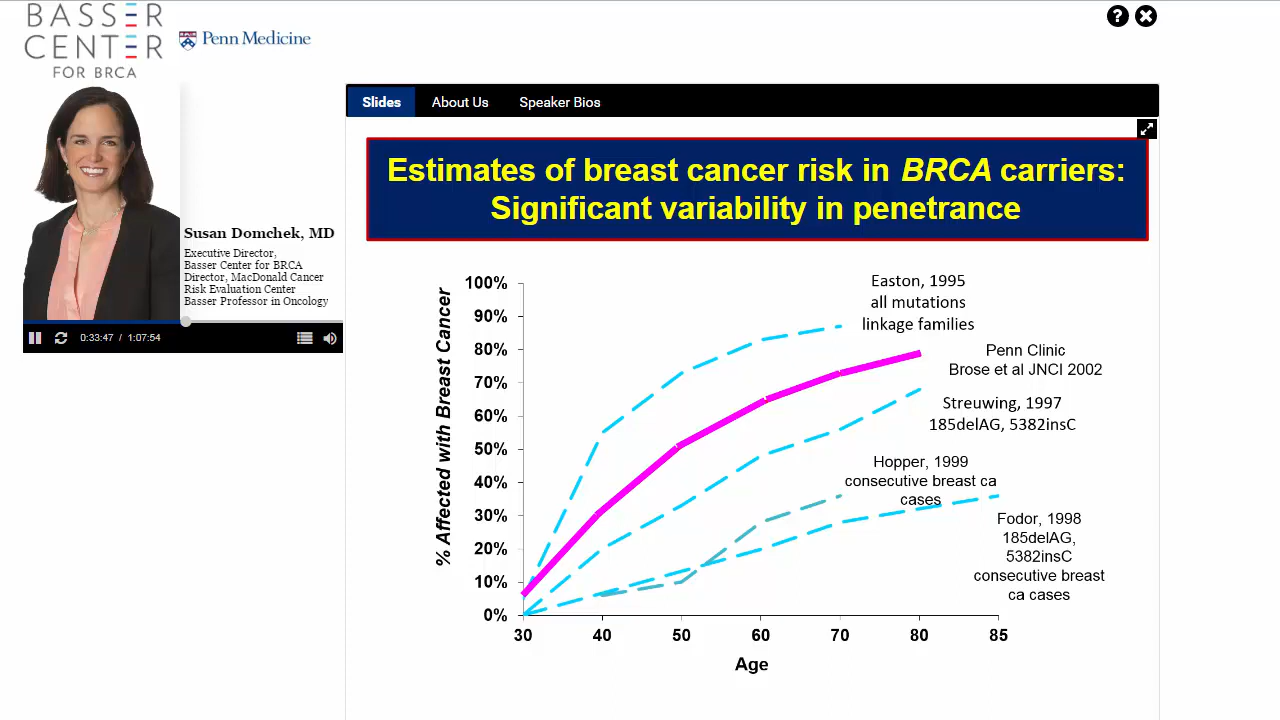 BASSER
CENTER
FOR BRCA
Penn Medicine
Susan Domchek, MD
Executive Director,
Basser Center for BRCA
Director, MacDonald Cancer
Risk Evaluation Center
Basser Professor in Oncology
0:33:47 / 1:07:54
Slides About Us Speaker Bios
Estimates of breast cancer risk in BRCA carriers:
Significant variability in penetrance
% Affected with Breast Cancer
100%
90%
80%
70%
60%
50%
40%
30%
20%
10%
0%
30 40 50 60 70 80 85
Age
Easton, 1995
all mutations
linkage families
Penn Clinic
Brose et al JNCI 2002
Streuwing, 1997
185delAG, 5382insC
Hopper, 1999
consecutive breast ca
cases
Fodor, 1998
185delAG,
5382insC
consecutive breast
ca cases